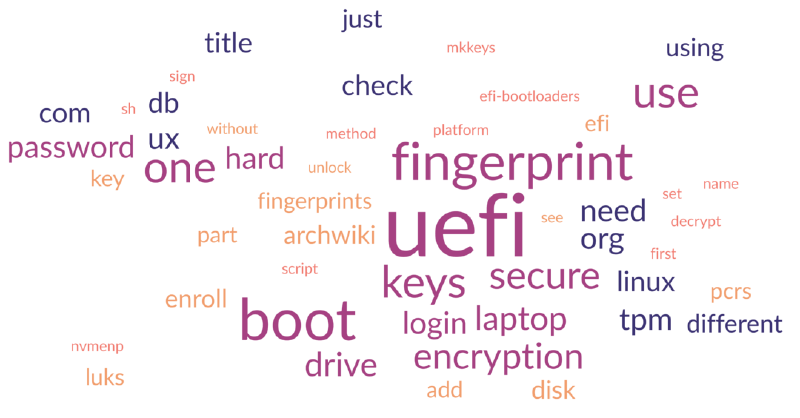 just
title
mkkeys
using
sign
check
use
com
sh
db
efi-bootloaders
efi
password
ux
without
method
platform
one
hard
fingerprint
key
unlock
fingerprints
set
name
uefi
see
need
decrypt
part
archwiki
org
first
script
keys
secure
linux
pcrs
enroll
boot
login
laptop
tpm
different
nvmenp
drive
encryption
luks
add
disk